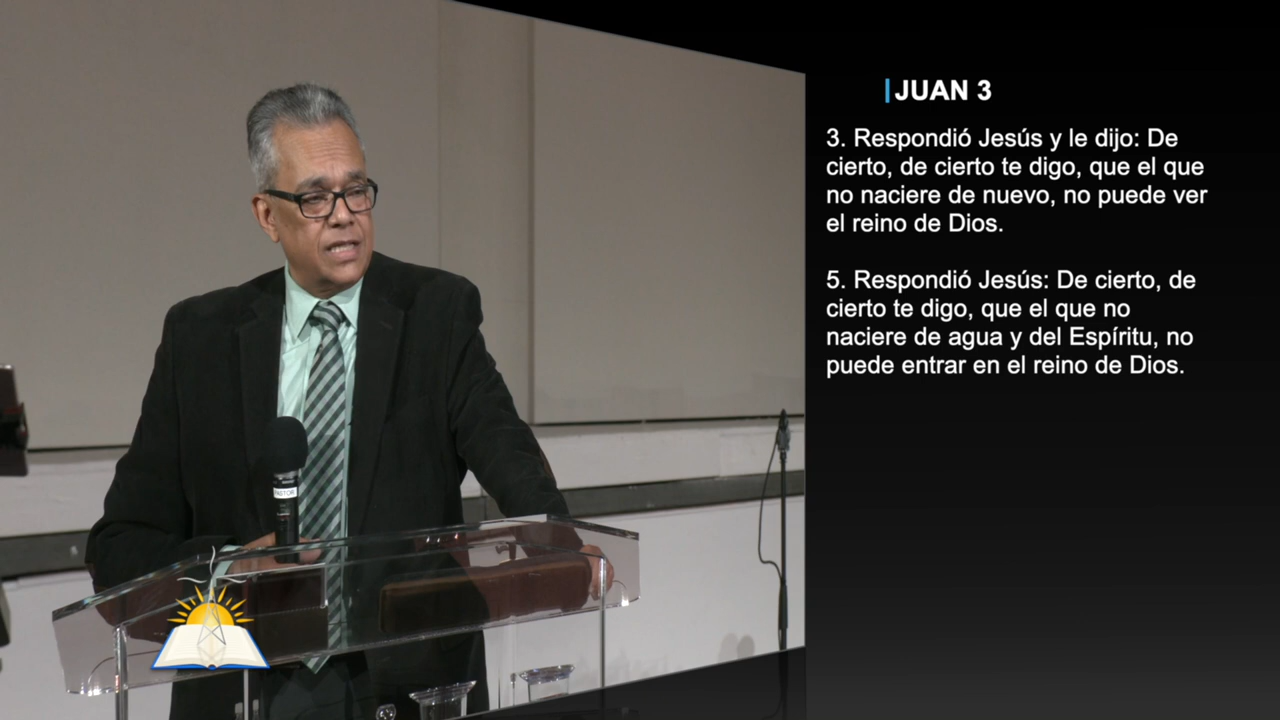 JUAN 3
3. Respondió Jesús y le dijo: De
cierto, de cierto te digo, que el que
no naciere de nuevo, no puede ver
el reino de Dios.
5. Respondió Jesús: De cierto, de
cierto te digo, que el que no
naciere de agua y del Espíritu, no
puede entrar en el reino de Dios.
PASTOR